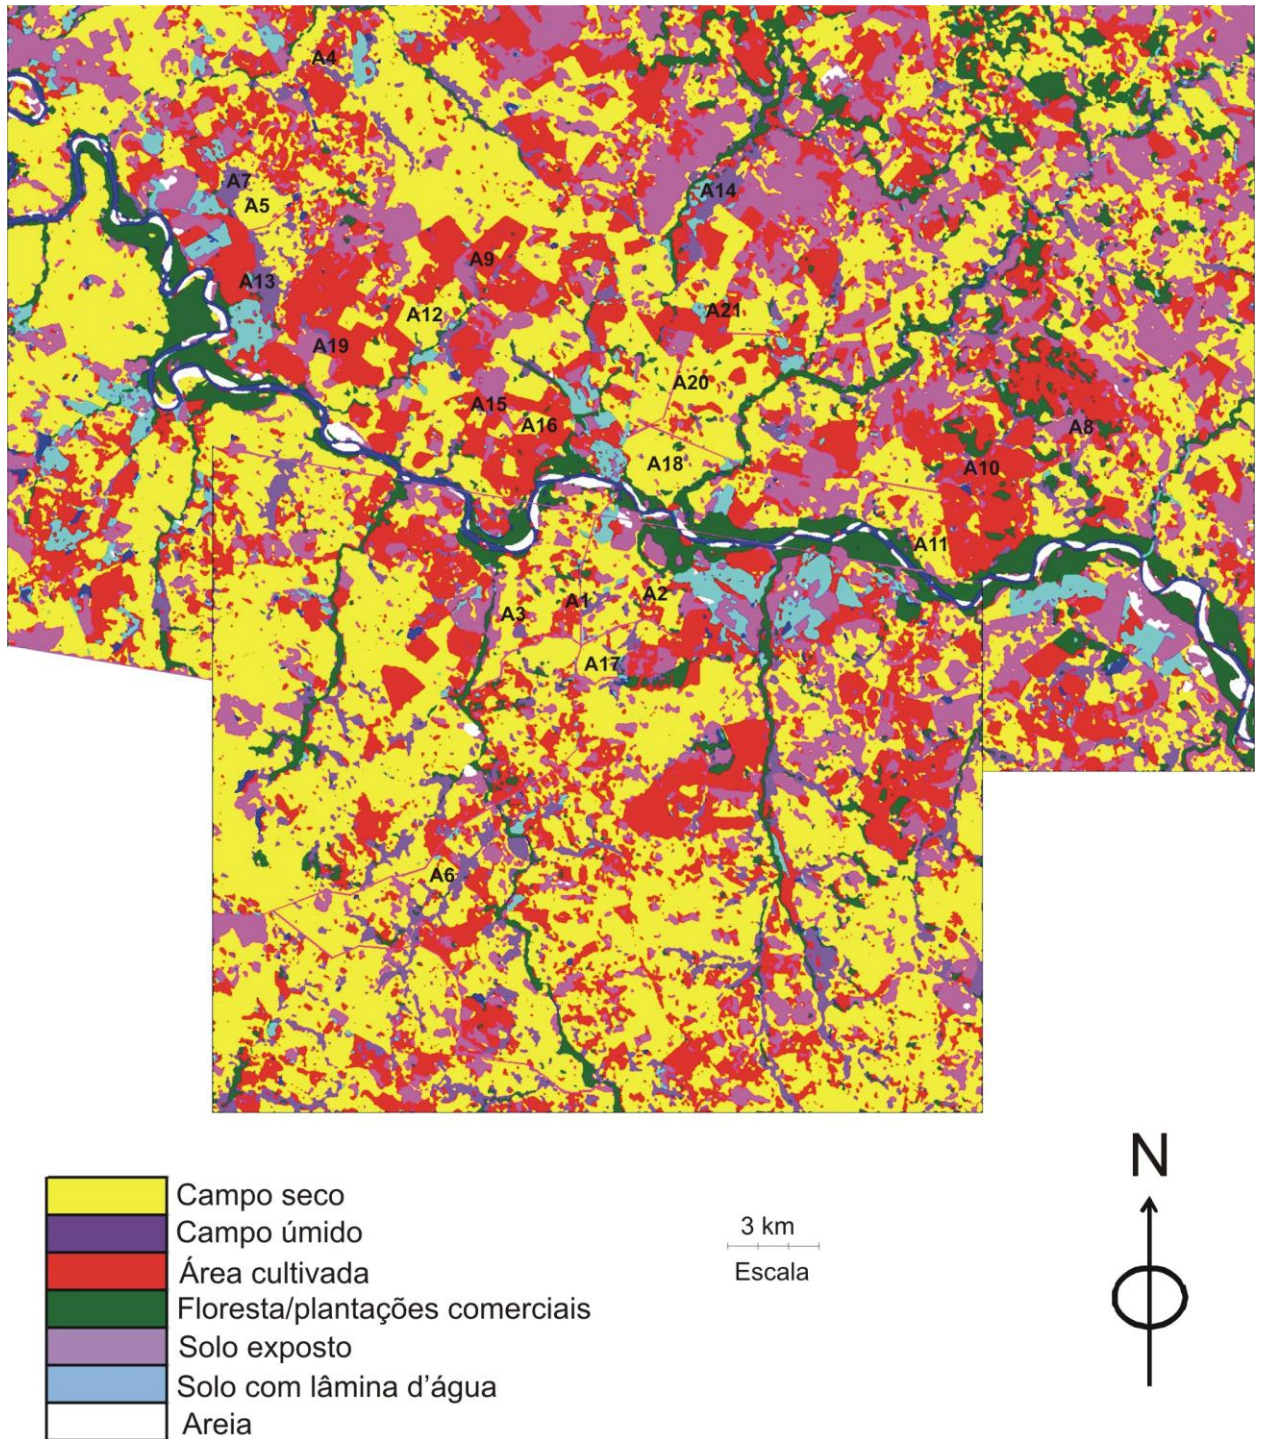 A4
A7
A5
A14
A9
A13
A12
A21
A19
A20
A15
A16
A8
A18
A10
A11
A3
A1
A2
A17
A6
N
Campo seco
Campo úmido
3 km
Área cultivada
Escala
Floresta/plantações comerciais
Solo exposto
Solo com lâmina d'água
Areia